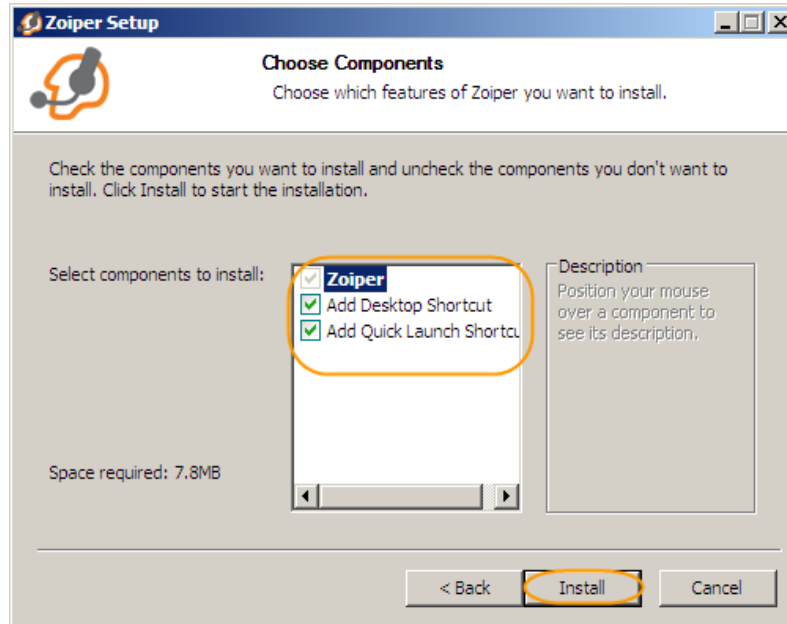 Zoiper Setup
Choose Components
Choose which features of Zoiper you want to install.
Check the components you want to install and uncheck the components you don't want to
install. Click Install to start the installation.
Select components to install:
Zoiper
Add Desktop Shortcut
Add Quick Launch Shortcu
Description
Position your mouse
over a component to
see its description.
Space required: 7.8MB
< Back
Install
Cancel